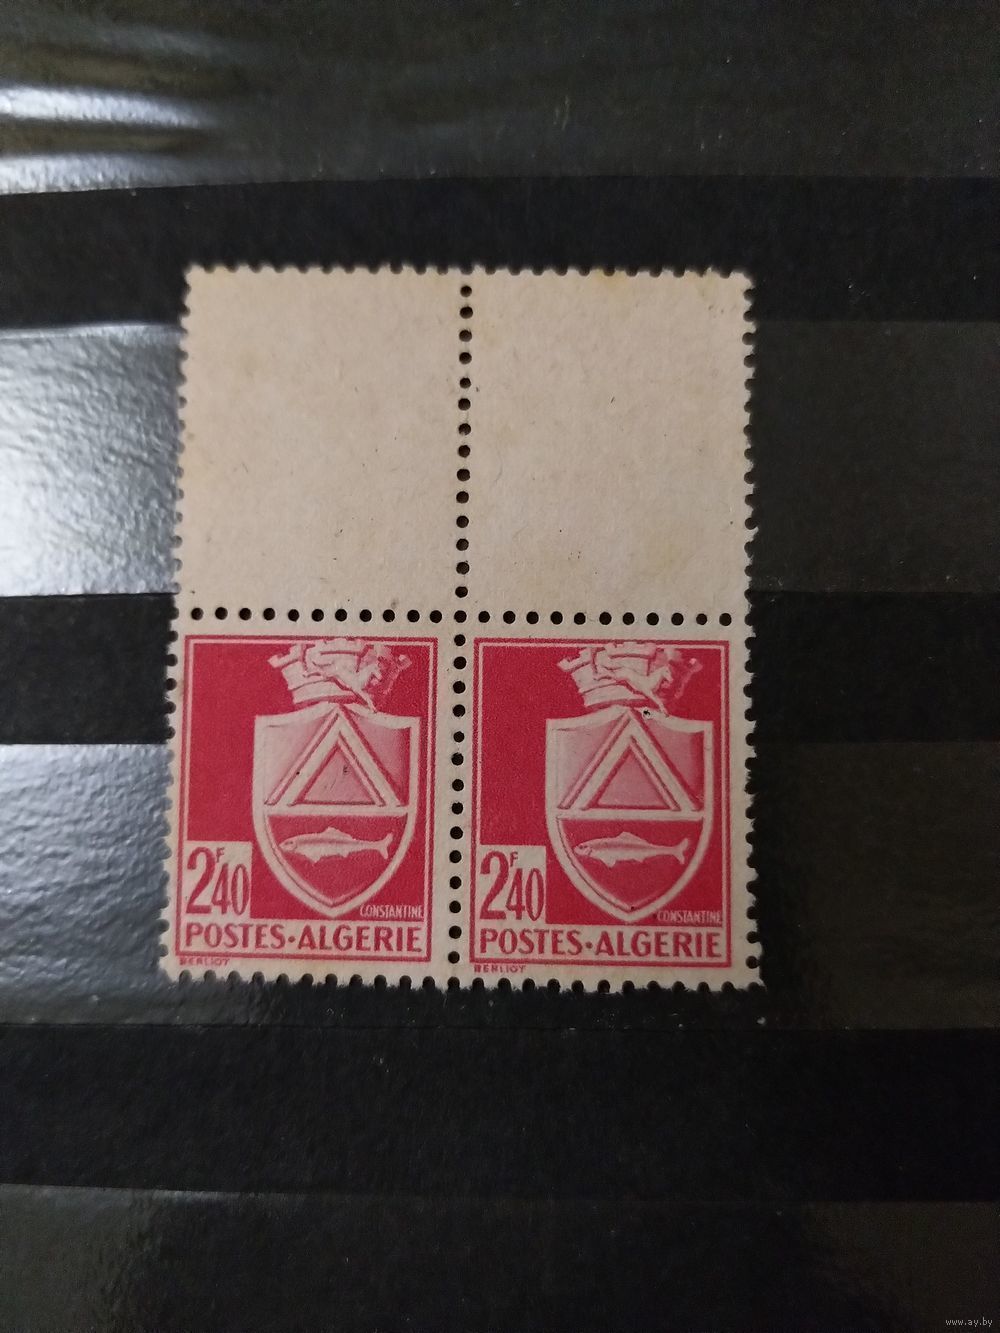 2F40
CONSTANTINE
POSTES·ALGERIE
BERLIOT
2F40
CONSTANTINE
POSTES·ALGERIE
BERLIOT
www.ay.by